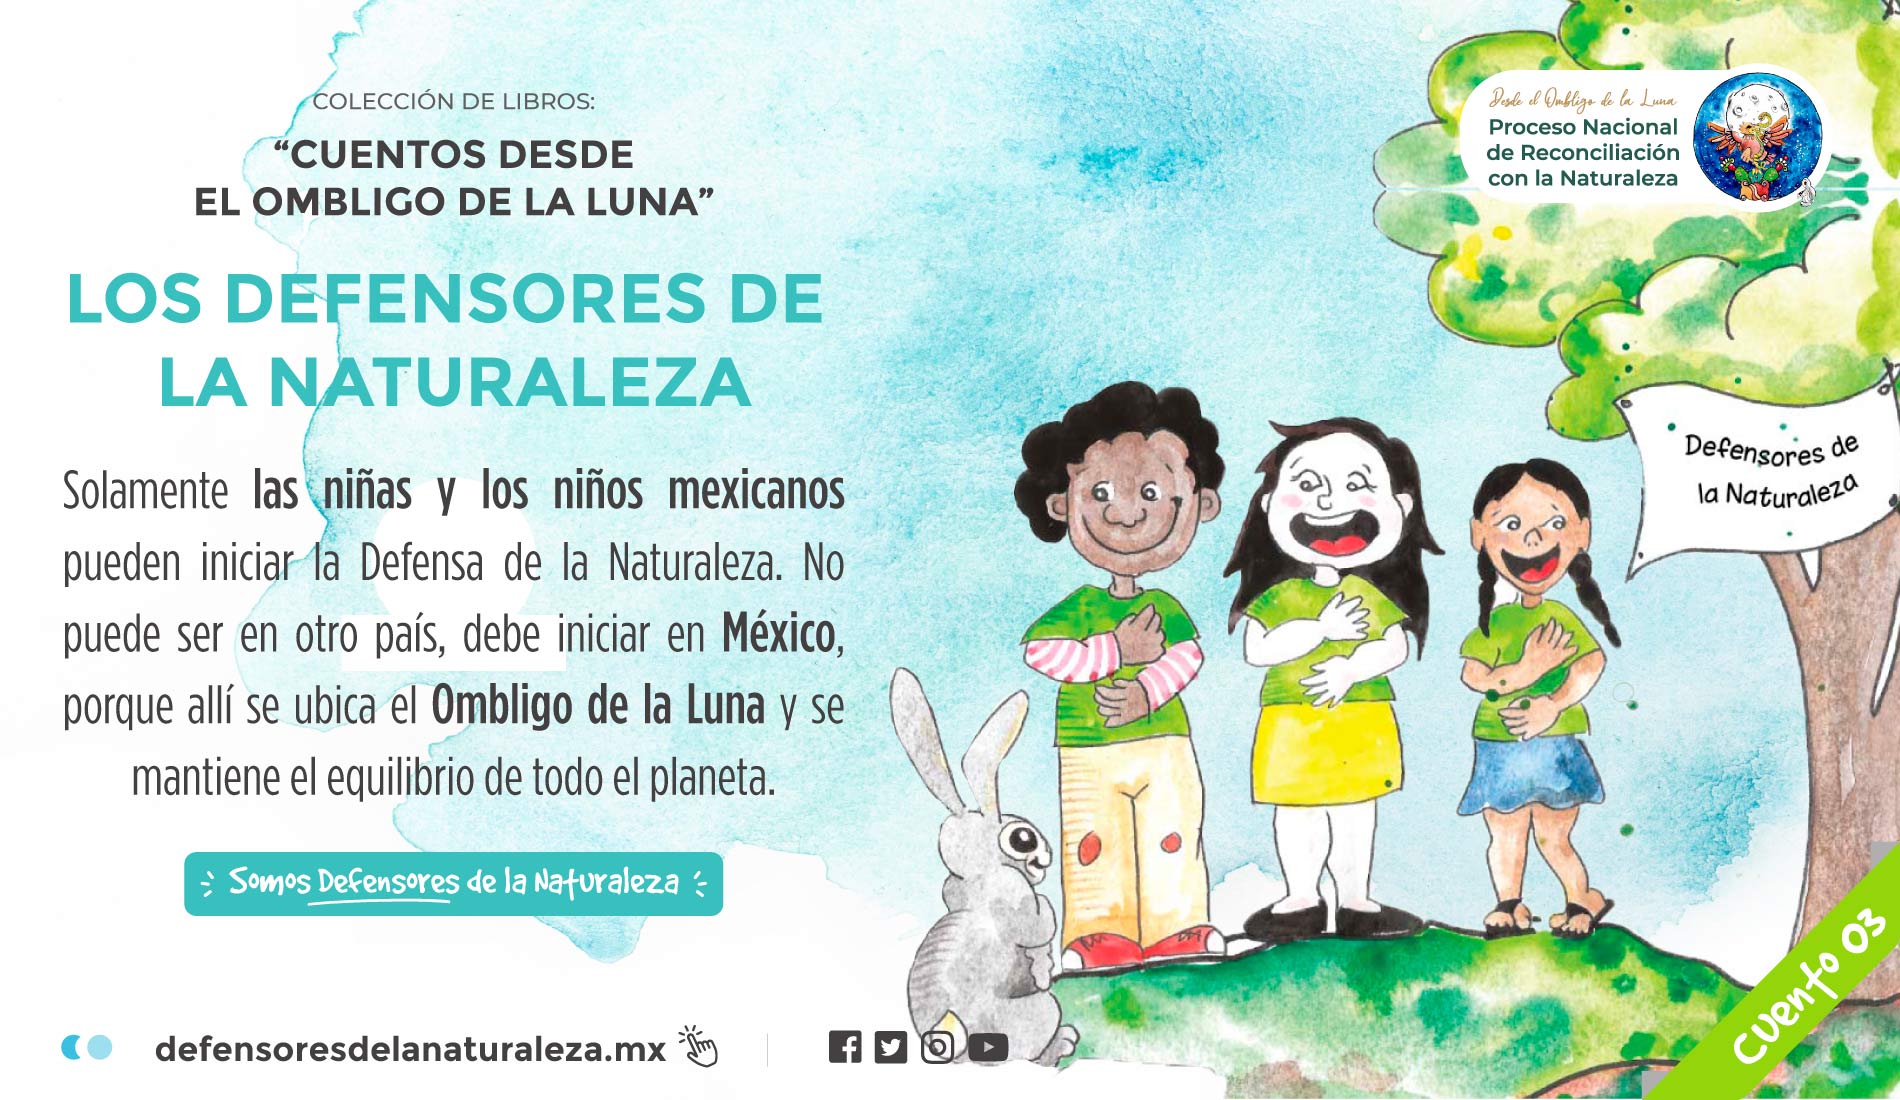 COLECCIÓN DE LIBROS:
“CUENTOS DESDE
EL OMBLIGO DE LA LUNA”
LOS DEFENSORES DE
LA NATURALEZA
Solamente las niñas y los niños mexicanos
pueden iniciar la Defensa de la Naturaleza. No
puede ser en otro país, debe iniciar en México,
porque allí se ubica el Ombligo de la Luna y se
mantiene el equilibrio de todo el planeta.
Somos Defensores de la Naturaleza
defensoresdelanaturaleza.mx
Desde el Ombligo de la Luna
Proceso Nacional
de Reconciliación
con la Naturaleza
Defensores de
la Naturaleza
Cuento 03